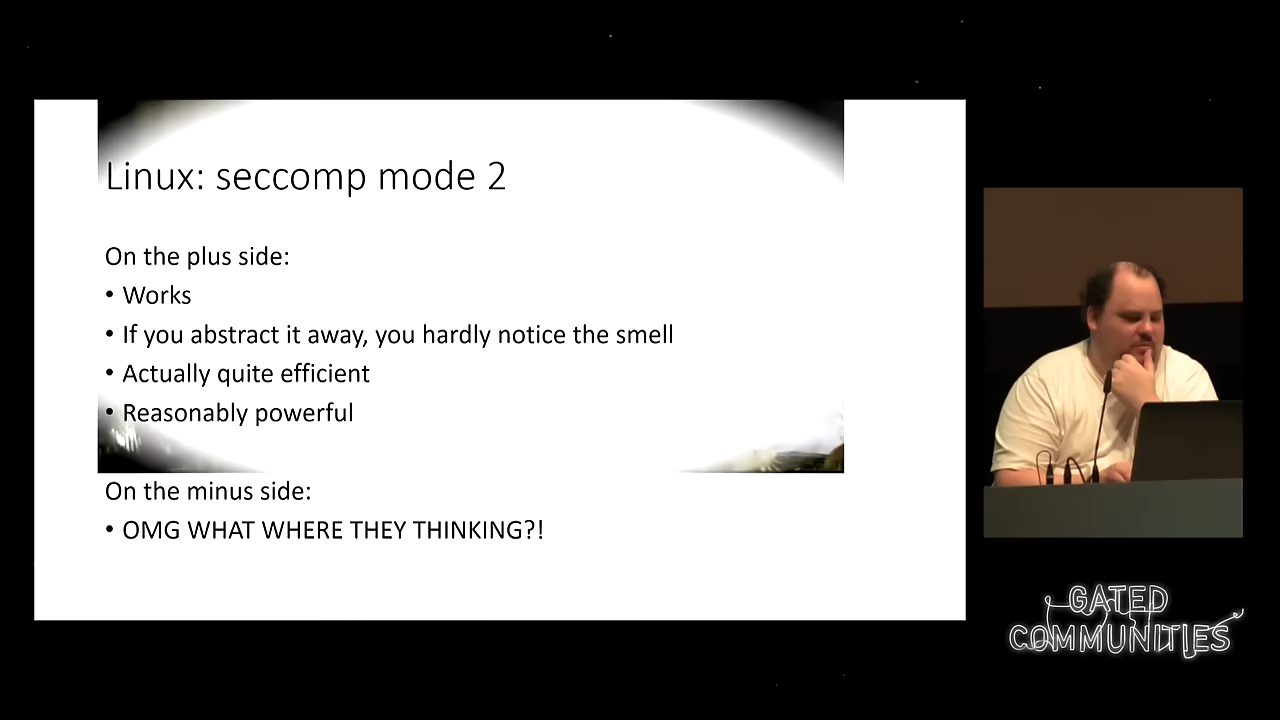 Linux: seccomp mode 2
On the plus side:
• Works
• If you abstract it away, you hardly notice the smell
• Actually quite efficient
• Reasonably powerful
On the minus side:
• OMG WHAT WHERE THEY THINKING?!
GATED
COMMUNITIES